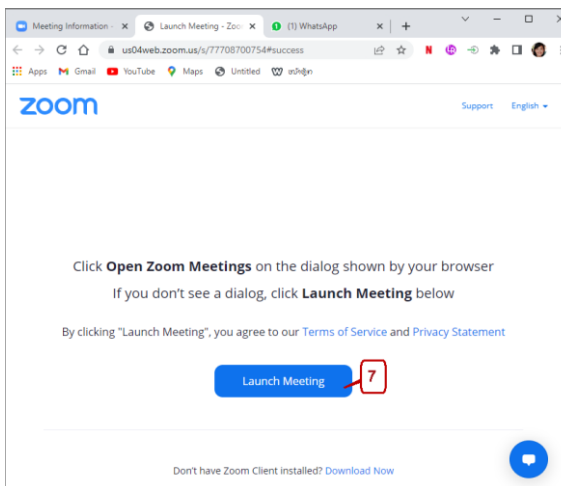 Meeting Information -
Launch Meeting - Zoo
(1) WhatsApp
us04web.zoom.us/s/77708700754#success
Apps
Gmail
YouTube
Maps
Untitled
zoom
Support
English
Click Open Zoom Meetings on the dialog shown by your browser
If you don't see a dialog, click Launch Meeting below
By clicking "Launch Meeting", you agree to our Terms of Service and Privacy Statement
Launch Meeting
7
Don't have Zoom Client installed? Download Now